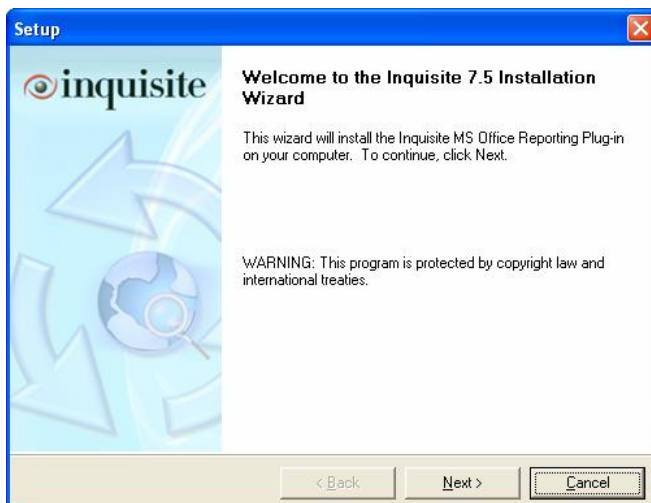 Setup
inquisite
Welcome to the Inquisite 7.5 Installation
Wizard
This wizard will install the Inquisite MS Office Reporting Plug-in
on your computer. To continue, click Next.
WARNING: This program is protected by copyright law and
international treaties.
< Back
Next >
Cancel